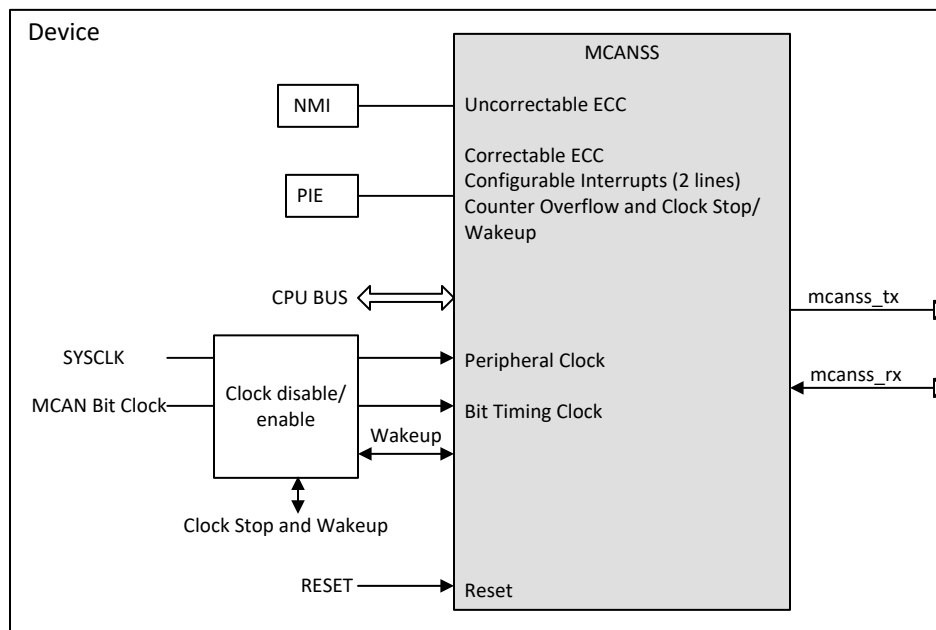 Device
MCANSS
NMI
Uncorrectable ECC
Correctable ECC
PIE
Configurable Interrupts (2 lines)
Counter Overflow and Clock Stop/
Wakeup
CPU BUS
mcanss_tx
SYSCLK
Peripheral Clock
mcanss_rx
MCAN Bit Clock
Clock disable/
enable
Bit Timing Clock
Wakeup
Clock Stop and Wakeup
RESET
Reset